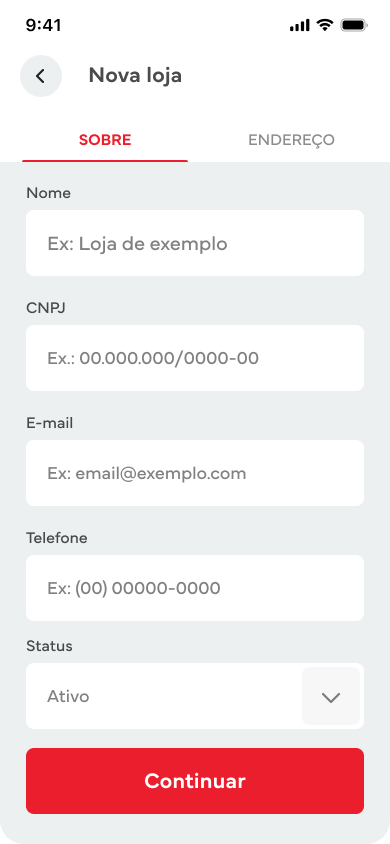 9:41
Nova loja
SOBRE
ENDEREÇO
Nome
Ex: Loja de exemplo
CNPJ
Ex.: 00.000.000/0000-00
E-mail
Ex: email@exemplo.com
Telefone
Ex: (00) 00000-0000
Status
Ativo
Continuar